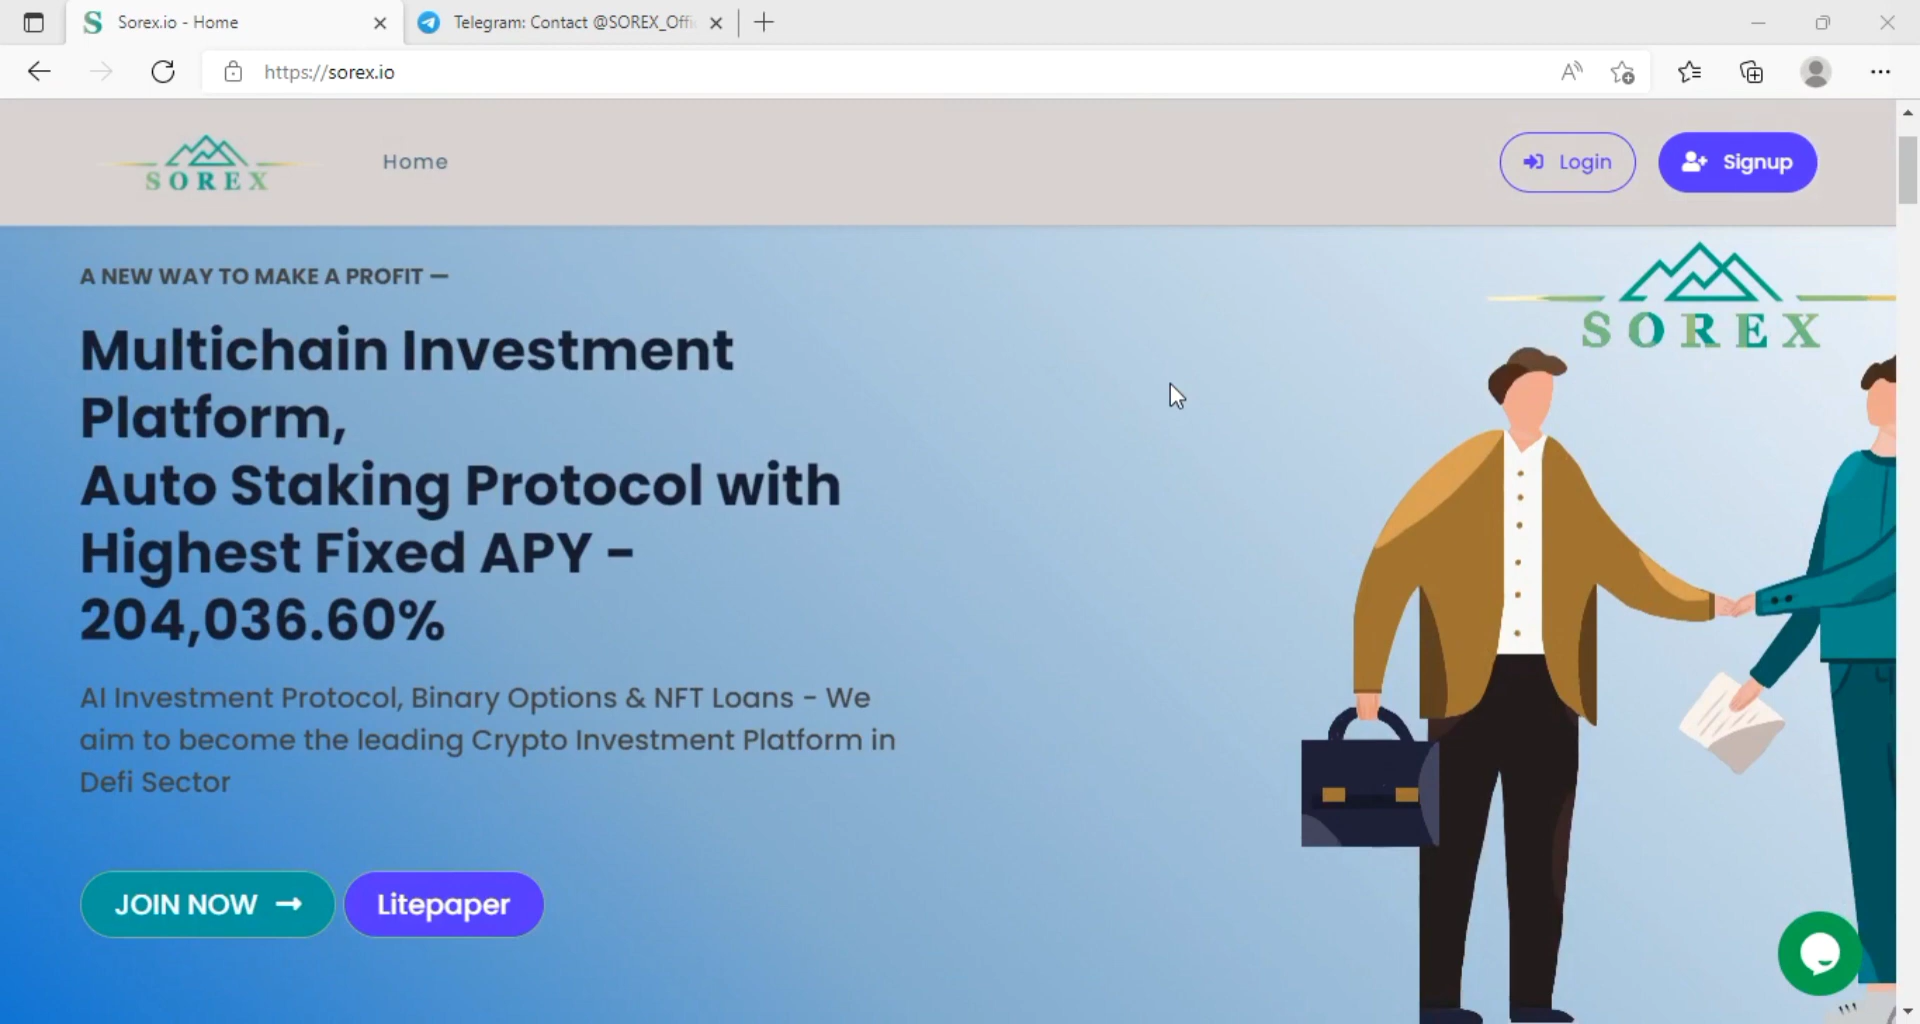 Sorex.io - Home
Telegram: Contact @SOREX_Offi
https://sorex.io
SOREX
Home
Login
Signup
A NEW WAY TO MAKE A PROFIT —
SOREX
Multichain Investment
Platform,
Auto Staking Protocol with
Highest Fixed APY -
204,036.60%
AI Investment Protocol, Binary Options & NFT Loans - We
aim to become the leading Crypto Investment Platform in
Defi Sector
JOIN NOW →
Litepaper